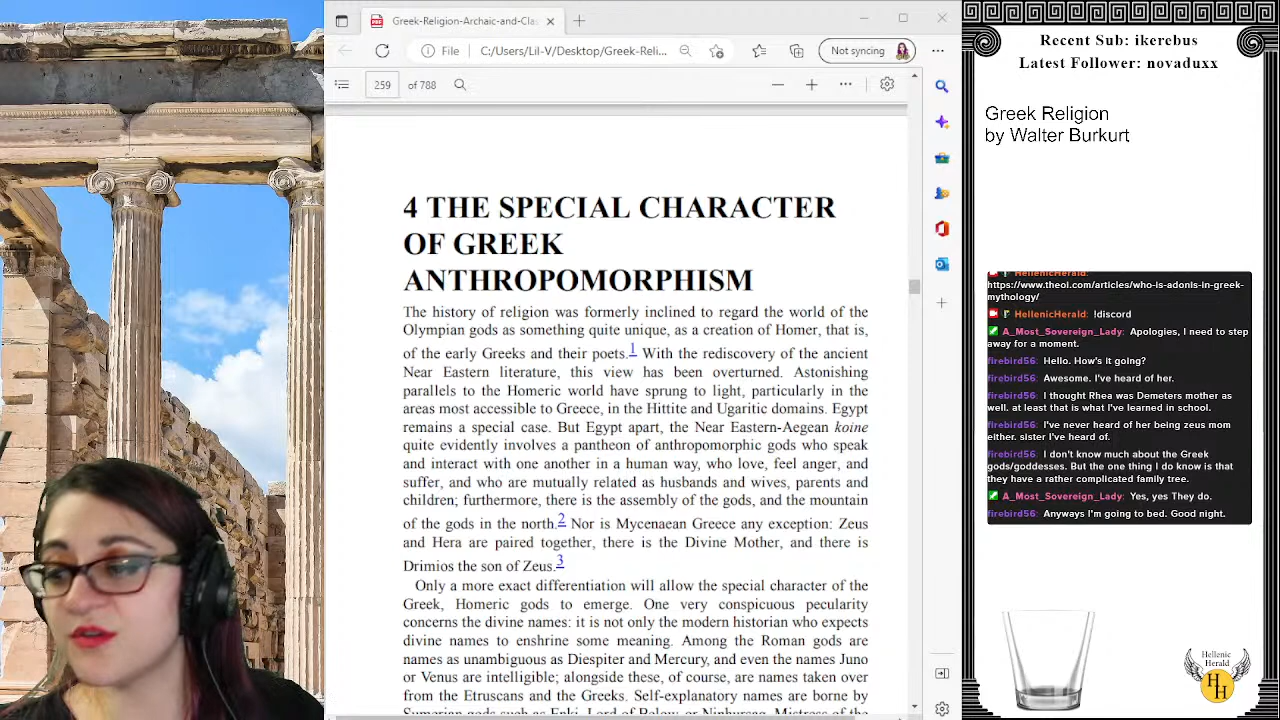 Greek-Religion-Archaic-and-Cla
File
C:/Users/Lil-V/Desktop/Greek-Reli...
Not syncing
259
of 788
4 THE SPECIAL CHARACTER
OF GREEK
ANTHROPOMORPHISM
The history of religion was formerly inclined to regard the world of the
Olympian gods as something quite unique, as a creation of Homer, that is,
of the early Greeks and their poets.1 With the rediscovery of the ancient
Near Eastern literature, this view has been overturned. Astonishing
parallels to the Homeric world have sprung to light, particularly in the
areas most accessible to Greece, in the Hittite and Ugaritic domains. Egypt
remains a special case. But Egypt apart, the Near Eastern-Aegean koine
quite evidently involves a pantheon of anthropomorphic gods who speak
and interact with one another in a human way, who love, feel anger, and
suffer, and who are mutually related as husbands and wives, parents and
children; furthermore, there is the assembly of the gods, and the mountain
of the gods in the north.2 Nor is Mycenaean Greece any exception: Zeus
and Hera are paired together, there is the Divine Mother, and there is
Drimios the son of Zeus.3
Only a more exact differentiation will allow the special character of the
Greek, Homeric gods to emerge. One very conspicuous pecularity
concerns the divine names: it is not only the modern historian who expects
divine names to enshrine some meaning. Among the Roman gods are
names as unambiguous as Diespiter and Mercury, and even the names Juno
or Venus are intelligible; alongside these, of course, are names taken over
from the Etruscans and the Greeks. Self-explanatory names are borne by
Sumerian gods such as Enki, Lord of Below, or Ninhursag, Mistress of the
Recent Sub: ikerebus
Latest Follower: novaduxx
Greek Religion
by Walter Burkurt
HellenicHerald:
https://www.theoi.com/articles/who-is-adonis-in-greek-
mythology/
HellenicHerald: !discord
A_Most_Sovereign_Lady: Apologies, I need to step
away for a moment.
firebird56: Hello. How's it going?
firebird56: Awesome. I've heard of her.
firebird56: I thought Rhea was Demeters mother as
well. at least that is what I've learned in school.
firebird56: I've never heard of her being zeus mom
either. sister I've heard of.
firebird56: I don't know much about the Greek
gods/goddesses. But the one thing I do know is that
they have a rather complicated family tree.
A_Most_Sovereign_Lady: Yes, yes They do.
firebird56: Anyways I'm going to bed. Good night.
Hellenic
Herald
HH